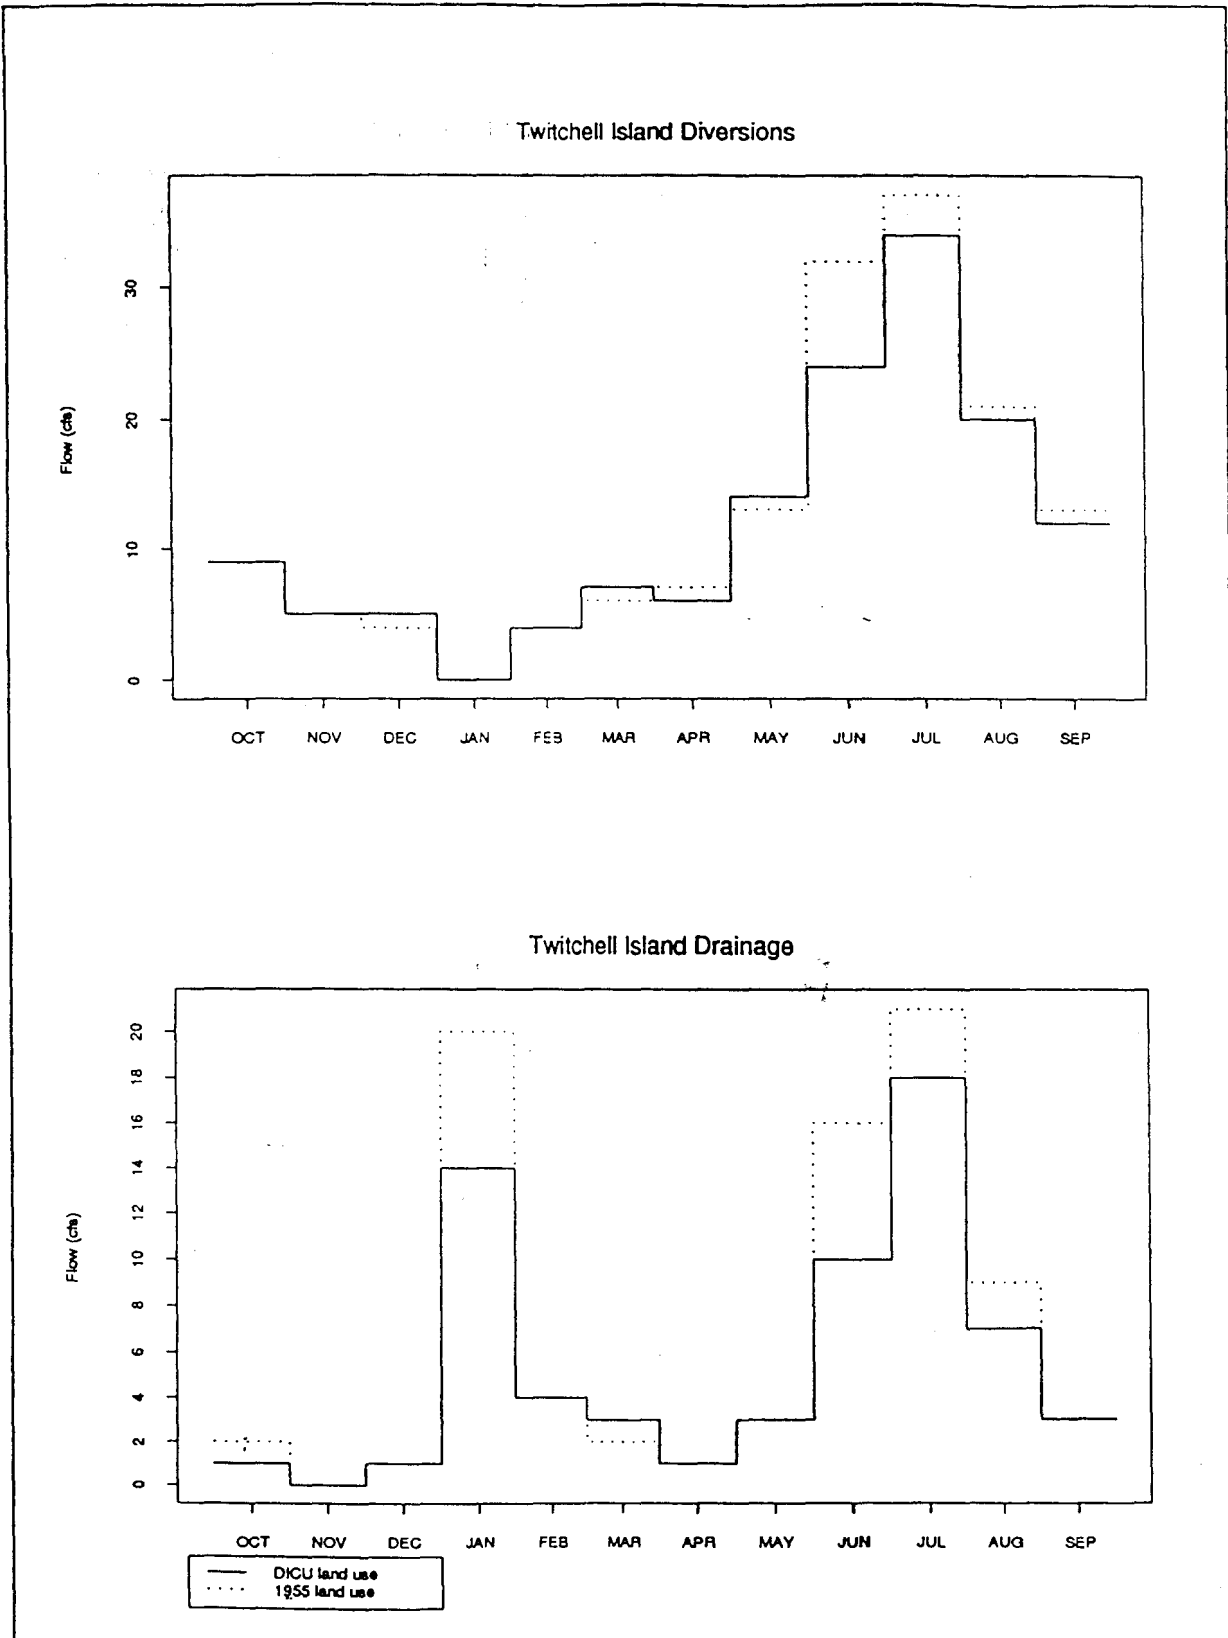 Twitchell Island Diversions
30
20
10
0
Flow (cfs)
OCT NOV DEC JAN FEB MAR APR MAY JUN JUL AUG SEP
Twitchell Island Drainage
20
18
16
14
12
10
8
6
4
2
0
Flow (cfs)
OCT NOV DEC JAN FEB MAR APR MAY JUN JUL AUG SEP
DICU land use
1955 land use